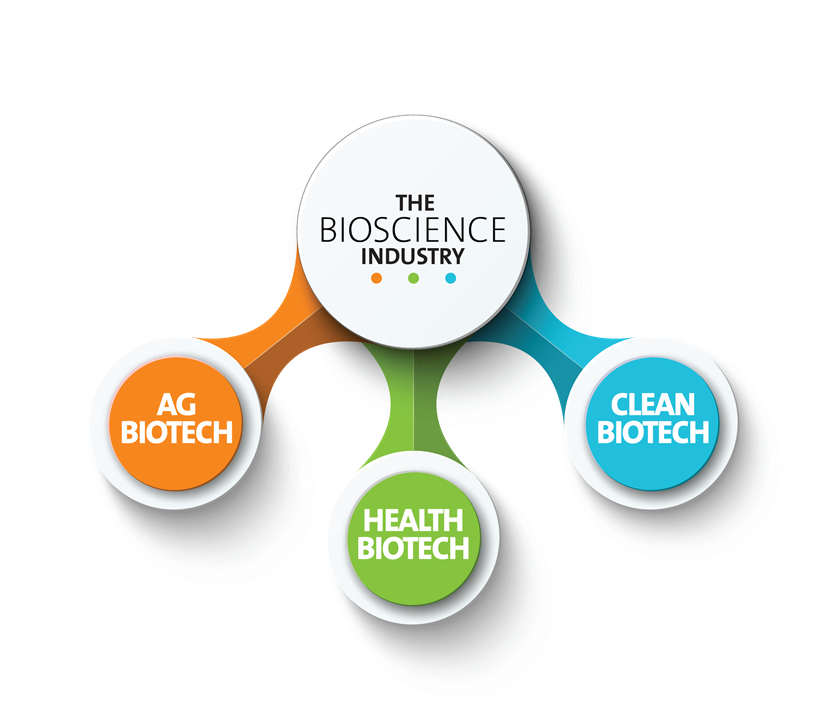 THE
BIOSCIENCE
INDUSTRY
AG
BIOTECH
CLEAN
BIOTECH
HEALTH
BIOTECH